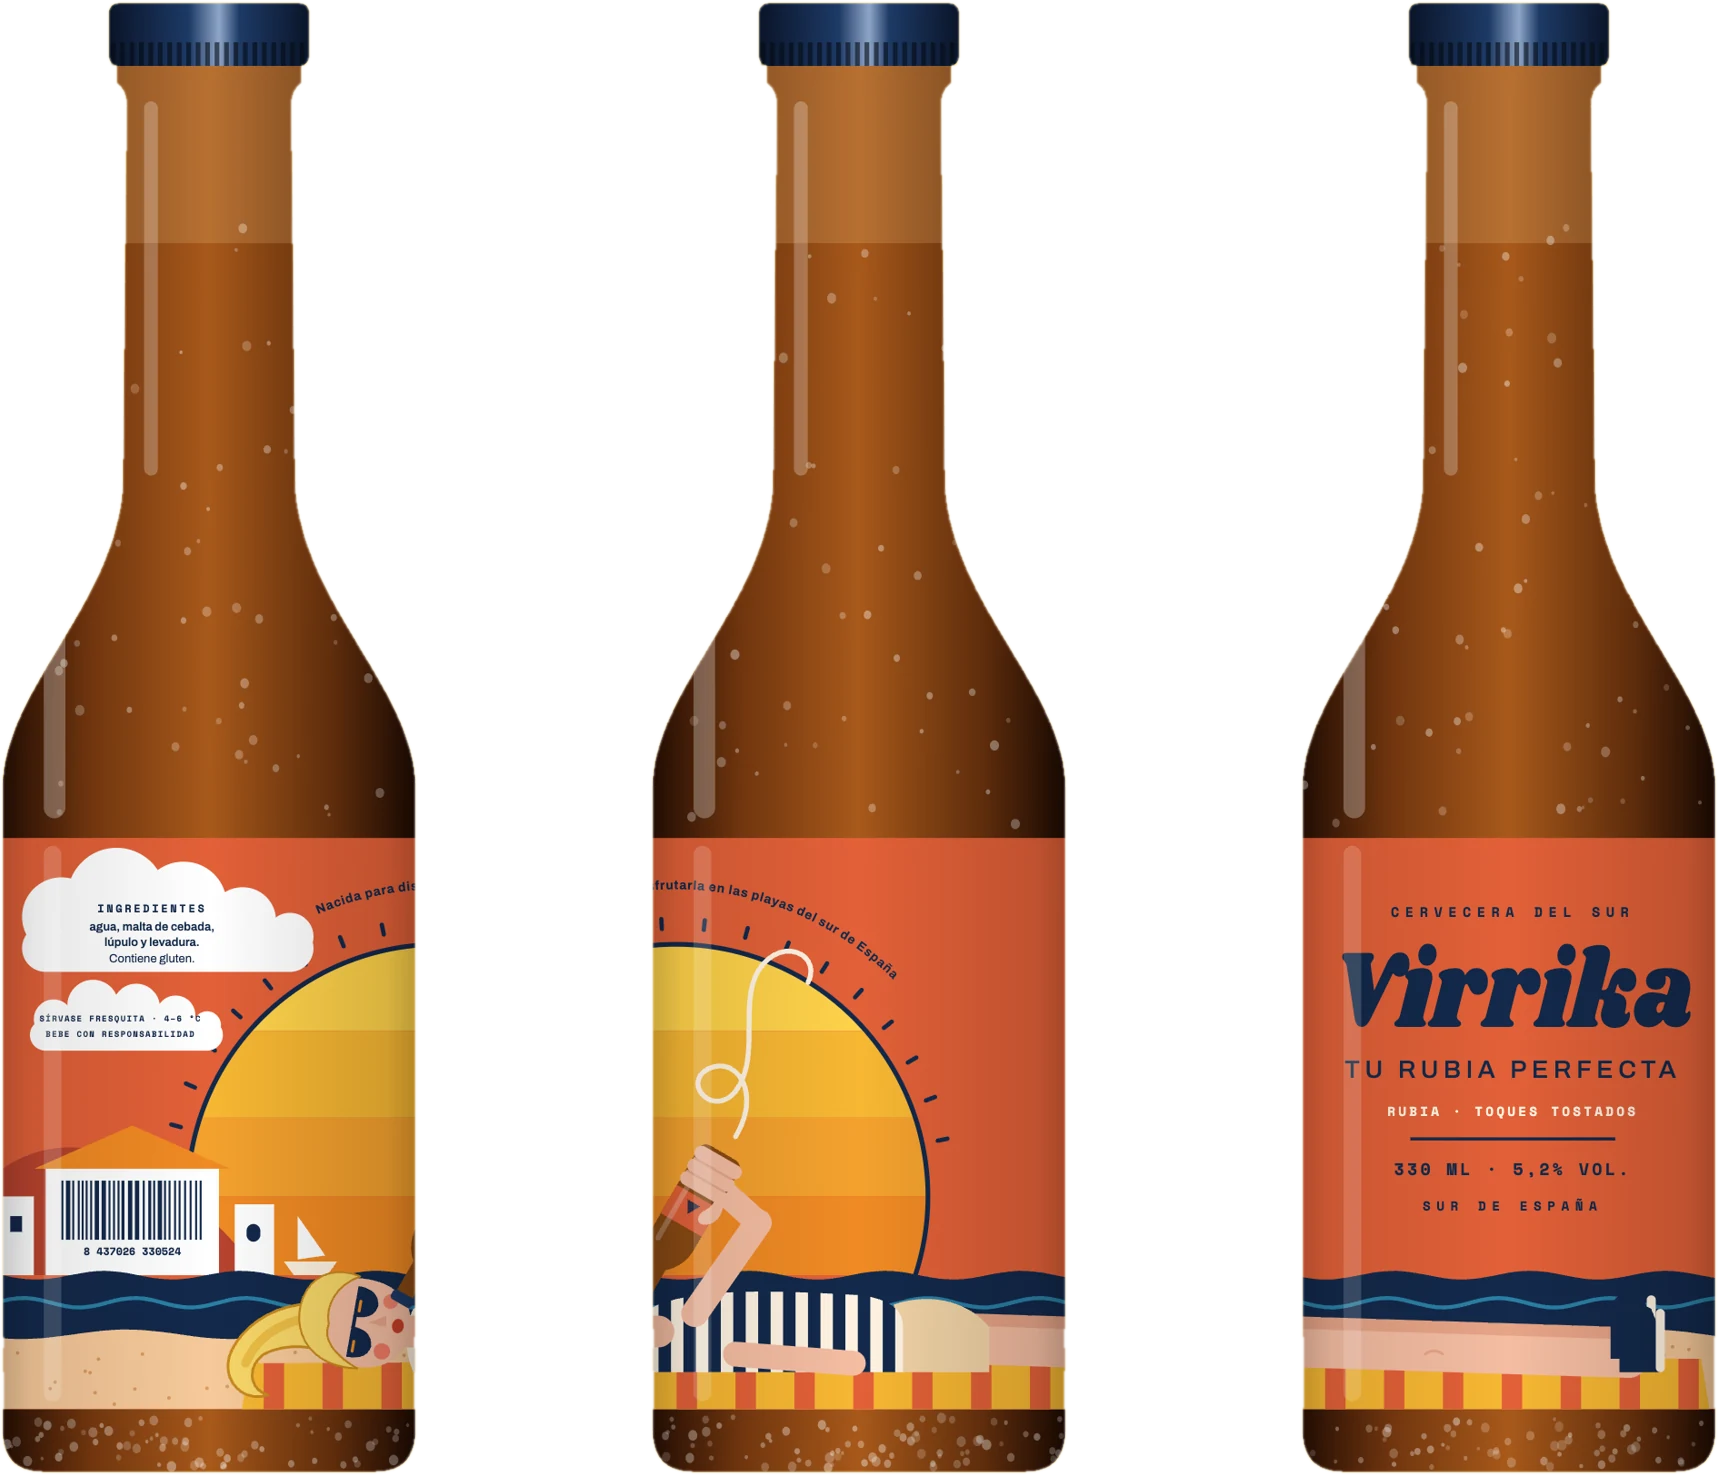 INGREDIENTES
agua, malta de cebada,
lúpulo y levadura.
Contiene gluten.
SÍRVASE FRESQUITA · 4–6 °C
BEBE CON RESPONSABILIDAD
8 437026 330524
Nacida para dis
frutarla en las playas del sur de España
CERVECERA DEL SUR
Virrika
TU RUBIA PERFECTA
RUBIA · TOQUES TOSTADOS
330 ML · 5,2% VOL.
SUR DE ESPAÑA